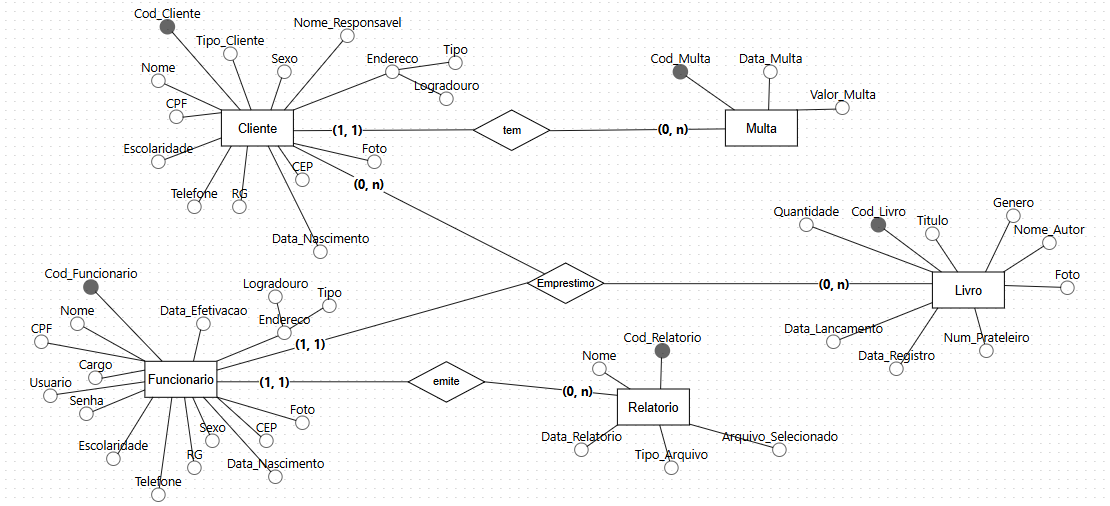 Cod_Cliente
Nome_Responsavel
Tipo_Cliente
Sexo
Endereco
Tipo
Logradouro
Nome
CPF
Cliente
(1, 1)
tem
(0, n)
Multa
Cod_Multa
Data_Multa
Valor_Multa
Escolaridade
Foto
CEP
Telefone
RG
Data_Nascimento
(0, n)
Quantidade
Cod_Livro
Titulo
Genero
Nome_Autor
Foto
Livro
Data_Lancamento
Data_Registro
Num_Prateleiro
Emprestimo
(0, n)
Cod_Funcionario
Logradouro
Tipo
Nome
Data_Efetivacao
Endereco
CPF
(1, 1)
Cargo
Funcionario
(1, 1)
emite
(0, n)
Usuario
Senha
Foto
Sexo
CEP
Escolaridade
RG
Data_Nascimento
Telefone
Cod_Relatorio
Nome
Relatorio
Data_Relatorio
Tipo_Arquivo
Arquivo_Selecionado